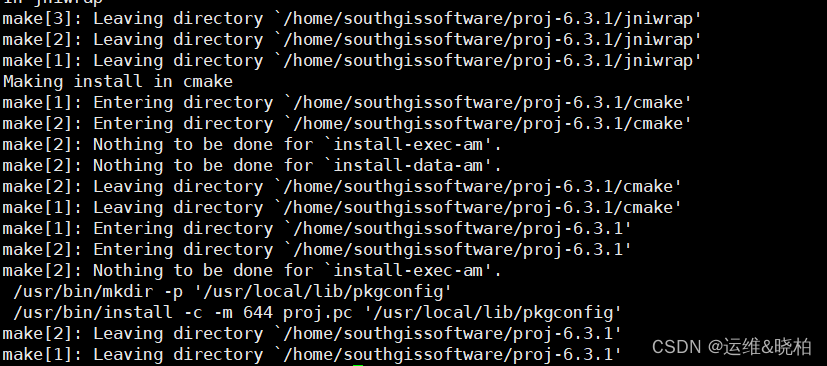 in jniwrap
make[3]: Leaving directory `/home/southgissoftware/proj-6.3.1/jniwrap'
make[2]: Leaving directory `/home/southgissoftware/proj-6.3.1/jniwrap'
make[1]: Leaving directory `/home/southgissoftware/proj-6.3.1/jniwrap'
Making install in cmake
make[1]: Entering directory `/home/southgissoftware/proj-6.3.1/cmake'
make[2]: Entering directory `/home/southgissoftware/proj-6.3.1/cmake'
make[2]: Nothing to be done for `install-exec-am'.
make[2]: Nothing to be done for `install-data-am'.
make[2]: Leaving directory `/home/southgissoftware/proj-6.3.1/cmake'
make[1]: Leaving directory `/home/southgissoftware/proj-6.3.1/cmake'
make[1]: Entering directory `/home/southgissoftware/proj-6.3.1'
make[2]: Entering directory `/home/southgissoftware/proj-6.3.1'
make[2]: Nothing to be done for `install-exec-am'.
 /usr/bin/mkdir -p '/usr/local/lib/pkgconfig'
 /usr/bin/install -c -m 644 proj.pc '/usr/local/lib/pkgconfig'
make[2]: Leaving directory `/home/southgissoftware/proj-6.3.1'
make[1]: Leaving directory `/home/southgissoftware/proj-6.3.1'
CSDN @运维&晓柏